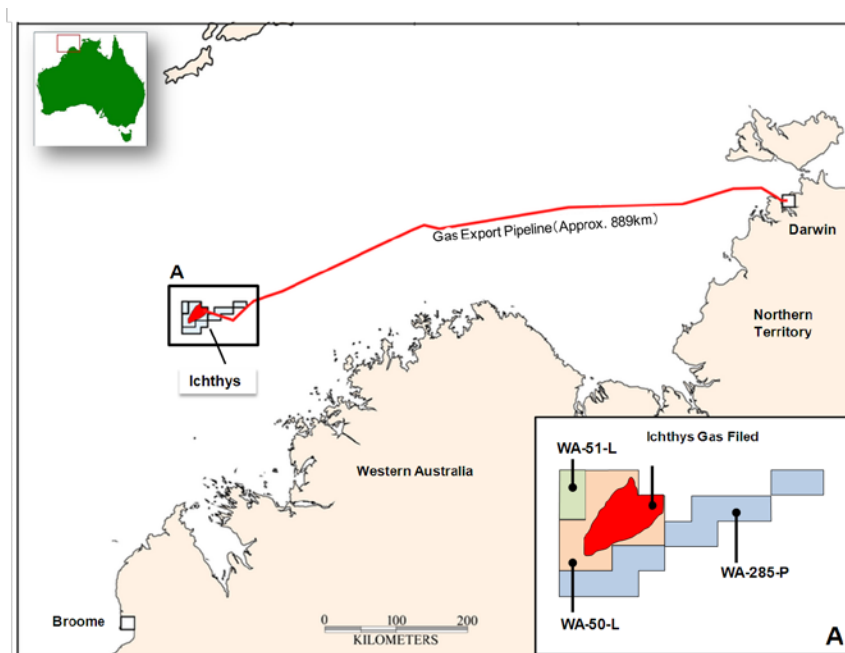 Gas Export Pipeline(Approx. 889km)
Darwin
A
Northern
Territory
Ichthys
Ichthys Gas Filed
WA-51-L
Western Australia
WA-285-P
Broome
WA-50-L
0 100 200
KILOMETERS
A